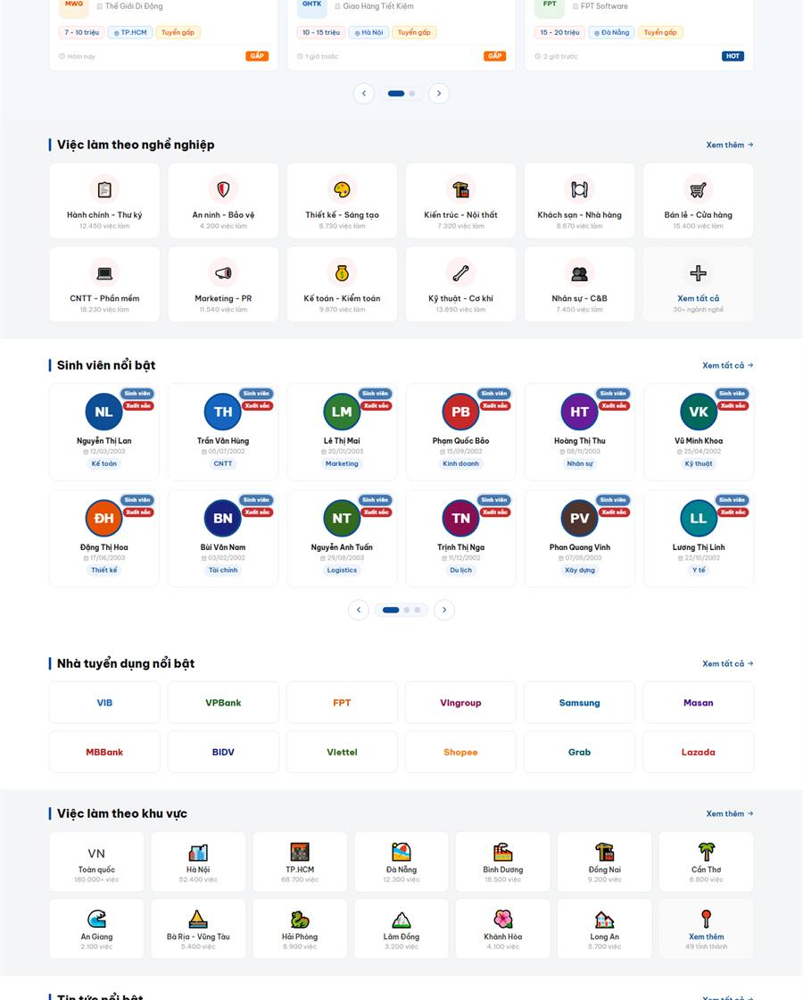 MWG Thế Giới Di Động
GHTK Giao Hàng Tiết Kiệm
FPT FPT Software
7 - 10 triệu TP.HCM Tuyển gấp
10 - 15 triệu Hà Nội Tuyển gấp
15 - 20 triệu Đà Nẵng Tuyển gấp
Hôm nay GẤP
1 giờ trước GẤP
2 giờ trước HOT
Việc làm theo nghề nghiệp Xem thêm →
Hành chính - Thư ký An ninh - Bảo vệ Thiết kế - Sáng tạo Kiến trúc - Nội thất Khách sạn - Nhà hàng Bán lẻ - Cửa hàng
12.450 việc làm 4.200 việc làm 8.730 việc làm 7.320 việc làm 8.670 việc làm 15.400 việc làm
CNTT - Phần mềm Marketing - PR Kế toán - Kiểm toán Kỹ thuật - Cơ khí Nhân sự - C&B Xem tất cả
18.230 việc làm 11.540 việc làm 9.870 việc làm 13.890 việc làm 7.450 việc làm 30+ ngành nghề
Sinh viên nổi bật Xem tất cả →
Sinh viên Sinh viên Sinh viên Sinh viên Sinh viên Sinh viên
Xuất sắc Xuất sắc Xuất sắc Xuất sắc Xuất sắc Xuất sắc
NL TH LM PB HT VK
Nguyễn Thị Lan Trần Văn Hùng Lê Thị Mai Phạm Quốc Bảo Hoàng Thị Thu Vũ Minh Khoa
12/03/2003 05/07/2002 20/01/2003 15/09/2002 08/11/2003 25/04/2002
Kế toán CNTT Marketing Kinh doanh Nhân sự Kỹ thuật
Sinh viên Sinh viên Sinh viên Sinh viên Sinh viên Sinh viên
Xuất sắc Xuất sắc Xuất sắc Xuất sắc Xuất sắc Xuất sắc
ĐH BN NT TN PV LL
Đặng Thị Hoa Bùi Văn Nam Nguyễn Anh Tuấn Trịnh Thị Nga Phan Quang Vinh Lương Thị Linh
17/06/2003 03/02/2002 29/08/2003 11/12/2002 07/05/2003 22/10/2002
Thiết kế Tài chính Logistics Du lịch Xây dựng Y tế
Nhà tuyển dụng nổi bật Xem tất cả →
VIB VPBank FPT Vingroup Samsung Masan
MBBank BIDV Viettel Shopee Grab Lazada
Việc làm theo khu vực Xem thêm →
VN
Toàn quốc Hà Nội TP.HCM Đà Nẵng Bình Dương Đồng Nai Cần Thơ
180.000+ việc 52.400 việc 68.700 việc 12.300 việc 18.500 việc 9.200 việc 6.800 việc
An Giang Bà Rịa - Vũng Tàu Hải Phòng Lâm Đồng Khánh Hòa Long An Xem thêm
2.100 việc 5.400 việc 8.900 việc 3.200 việc 4.100 việc 5.700 việc 49 tỉnh thành
Tin tức nổi bật Xem tất cả →